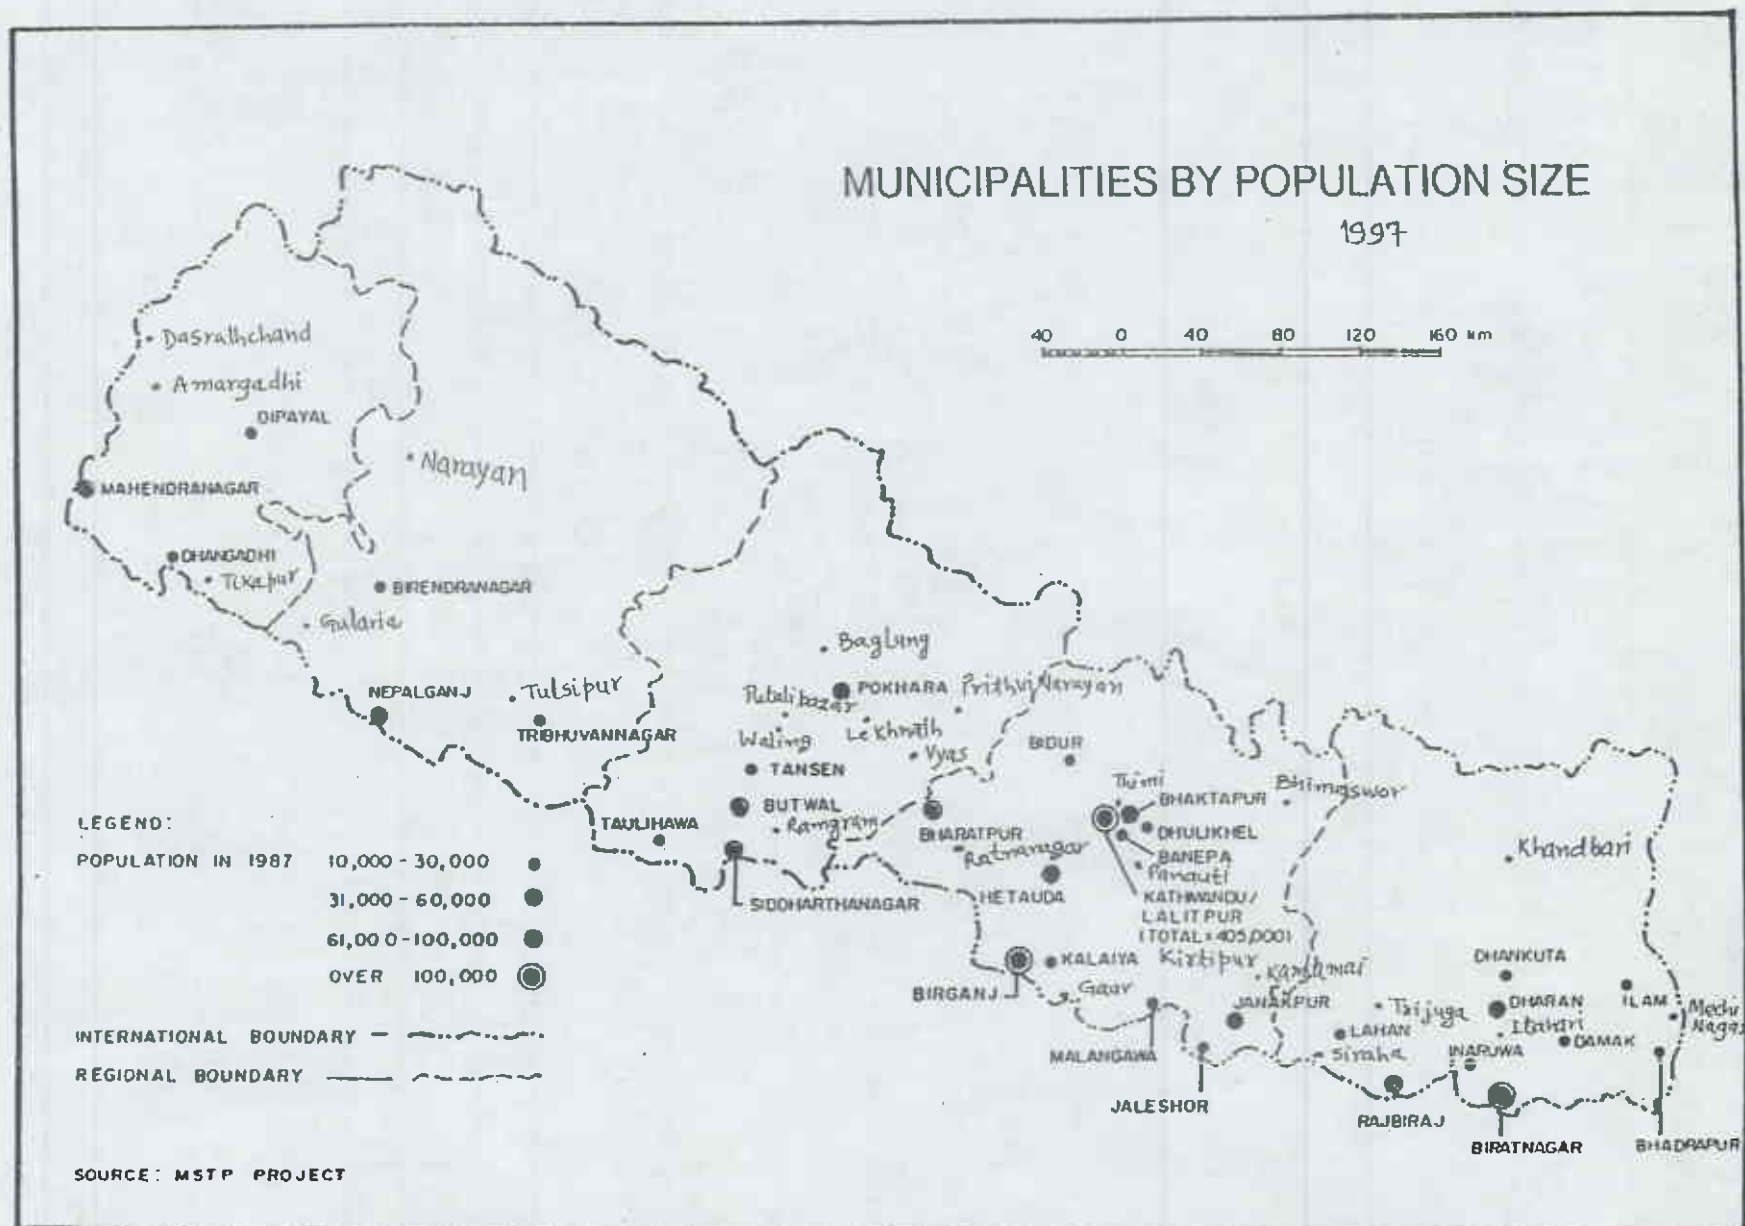 MUNICIPALITIES BY POPULATION SIZE
1997
40 0 40 80 120 160 km
Dasrathchand
Amargadhi
DIPAYAL
Narayan
MAHENDRANAGAR
DHANGADHI
Tikapur
BIRENDRANAGAR
Gularia
Baglung
NEPALGANJ
Tulsipur
POKHARA
Prithvi Narayan
Putalibazar
TRIBHUVANNAGAR
Waling
Lekhnath
BIDUR
Vyas
TANSEN
Thimi
Bhimeswor
BHAKTAPUR
BUTWAL
TAULIHAWA
Ramgram
BHARATPUR
DHULIKHEL
Ratnanagar
BANEPA
Panauti
Khandbari
SIDDHARTHANAGAR
HETAUDA
KATHMANDU/
LALITPUR
(TOTAL=405,000)
KALAIYA
Kirtipur
Kamlamai
DHANKUTA
BIRGANJ
Gaur
JANAKPUR
Trijuga
DHARAN
ILAM
Mechi
Nagar
LAHAN
Itahari
DAMAK
MALANGAWA
Siraha
INARUWA
JALESHOR
RAJBIRAJ
BIRATNAGAR
BHADRAPUR
LEGEND:
POPULATION IN 1987 10,000-30,000
31,000-60,000
61,000-100,000
OVER 100,000
INTERNATIONAL BOUNDARY
REGIONAL BOUNDARY
SOURCE: MSTP PROJECT